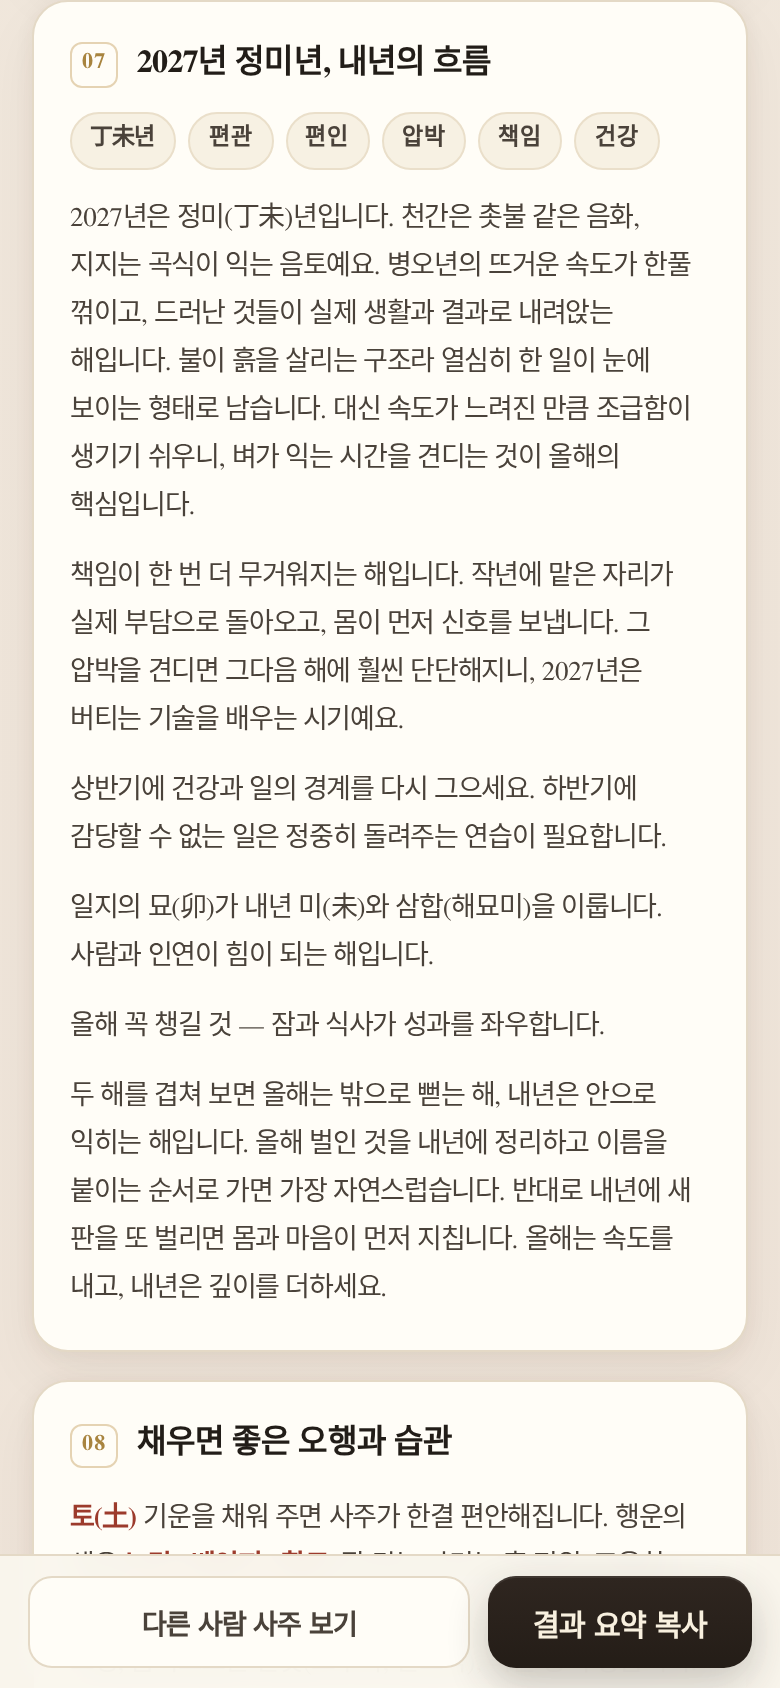 07 2027년 정미년, 내년의 흐름
丁未년 편관 편인 압박 책임 건강
2027년은 정미(丁未)년입니다. 천간은 촛불 같은 음화,
지지는 곡식이 익는 음토예요. 병오년의 뜨거운 속도가 한풀
꺾이고, 드러난 것들이 실제 생활과 결과로 내려앉는
해입니다. 불이 흙을 살리는 구조라 열심히 한 일이 눈에
보이는 형태로 남습니다. 대신 속도가 느려진 만큼 조급함이
생기기 쉬우니, 벼가 익는 시간을 견디는 것이 올해의
핵심입니다.
책임이 한 번 더 무거워지는 해입니다. 작년에 맡은 자리가
실제 부담으로 돌아오고, 몸이 먼저 신호를 보냅니다. 그
압박을 견디면 그다음 해에 훨씬 단단해지니, 2027년은
버티는 기술을 배우는 시기예요.
상반기에 건강과 일의 경계를 다시 그으세요. 하반기에
감당할 수 없는 일은 정중히 돌려주는 연습이 필요합니다.
일지의 묘(卯)가 내년 미(未)와 삼합(해묘미)을 이룹니다.
사람과 인연이 힘이 되는 해입니다.
올해 꼭 챙길 것 — 잠과 식사가 성과를 좌우합니다.
두 해를 겹쳐 보면 올해는 밖으로 뻗는 해, 내년은 안으로
익히는 해입니다. 올해 벌인 것을 내년에 정리하고 이름을
붙이는 순서로 가면 가장 자연스럽습니다. 반대로 내년에 새
판을 또 벌리면 몸과 마음이 먼저 지칩니다. 올해는 속도를
내고, 내년은 깊이를 더하세요.
08 채우면 좋은 오행과 습관
토(土) 기운을 채워 주면 사주가 한결 편안해집니다. 행운의
다른 사람 사주 보기
결과 요약 복사